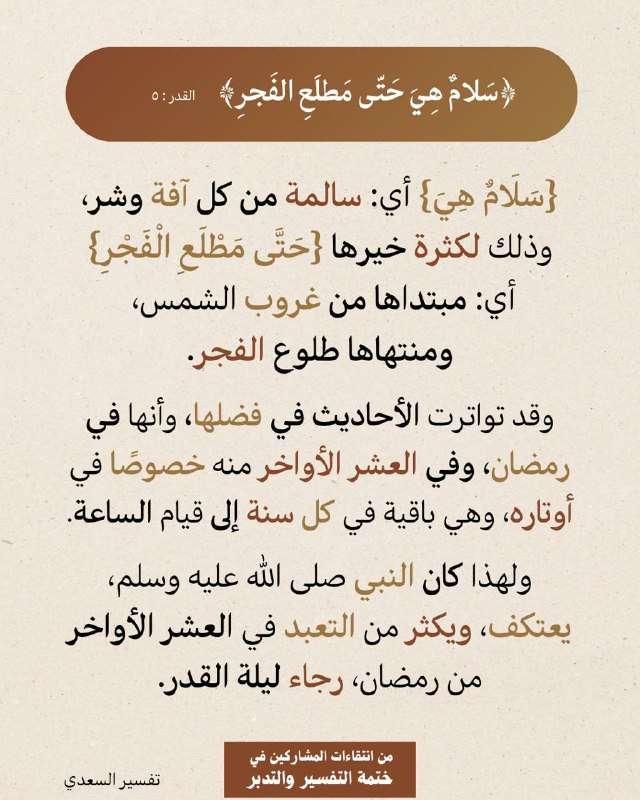 ﴿سَلامٌ هِيَ حَتّى مَطلَعِ الفَجرِ﴾ القدر: ٥
{سَلَامٌ هِيَ} أي: سالمة من كل آفة وشر،
وذلك لكثرة خيرها {حَتَّى مَطْلَعِ الْفَجْرِ}
أي: مبتداها من غروب الشمس،
ومنتهاها طلوع الفجر.
وقد تواترت الأحاديث في فضلها، وأنها في
رمضان، وفي العشر الأواخر منه خصوصًا في
أوتاره، وهي باقية في كل سنة إلى قيام الساعة.
ولهذا كان النبي صلى الله عليه وسلم،
يعتكف، ويكثر من التعبد في العشر الأواخر
من رمضان، رجاء ليلة القدر.
من انتقاءات المشاركين في
ختمة التفسير والتدبر
تفسير السعدي